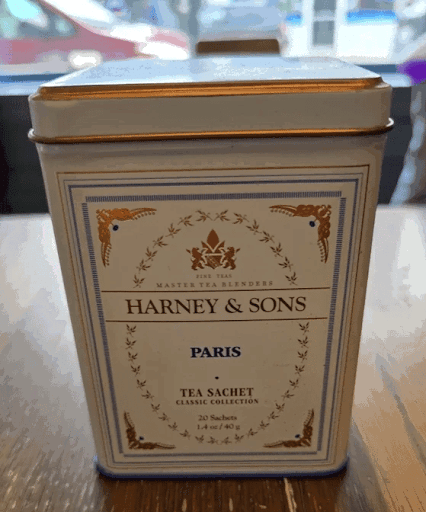 FINE TEAS
MASTER TEA BLENDERS
HARNEY & SONS
PARIS
TEA SACHET
CLASSIC COLLECTION
20 Sachets
1.4 oz / 40 g